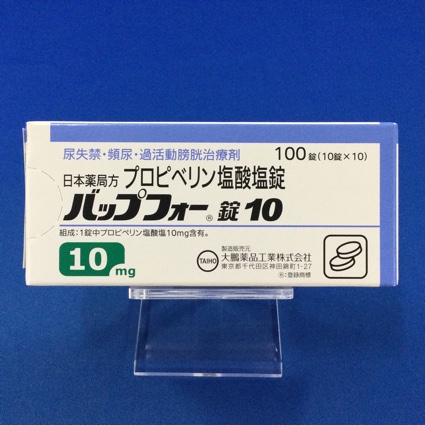 尿失禁・頻尿・過活動膀胱治療剤 100錠(10錠×10)
日本薬局方 プロピベリン塩酸塩錠
バップフォー® 錠10
組成：1錠中プロピベリン塩酸塩10mg含有。
10mg
製造販売元
TAIHO 大鵬薬品工業株式会社
東京都千代田区神田錦町1-27
®：登録商標